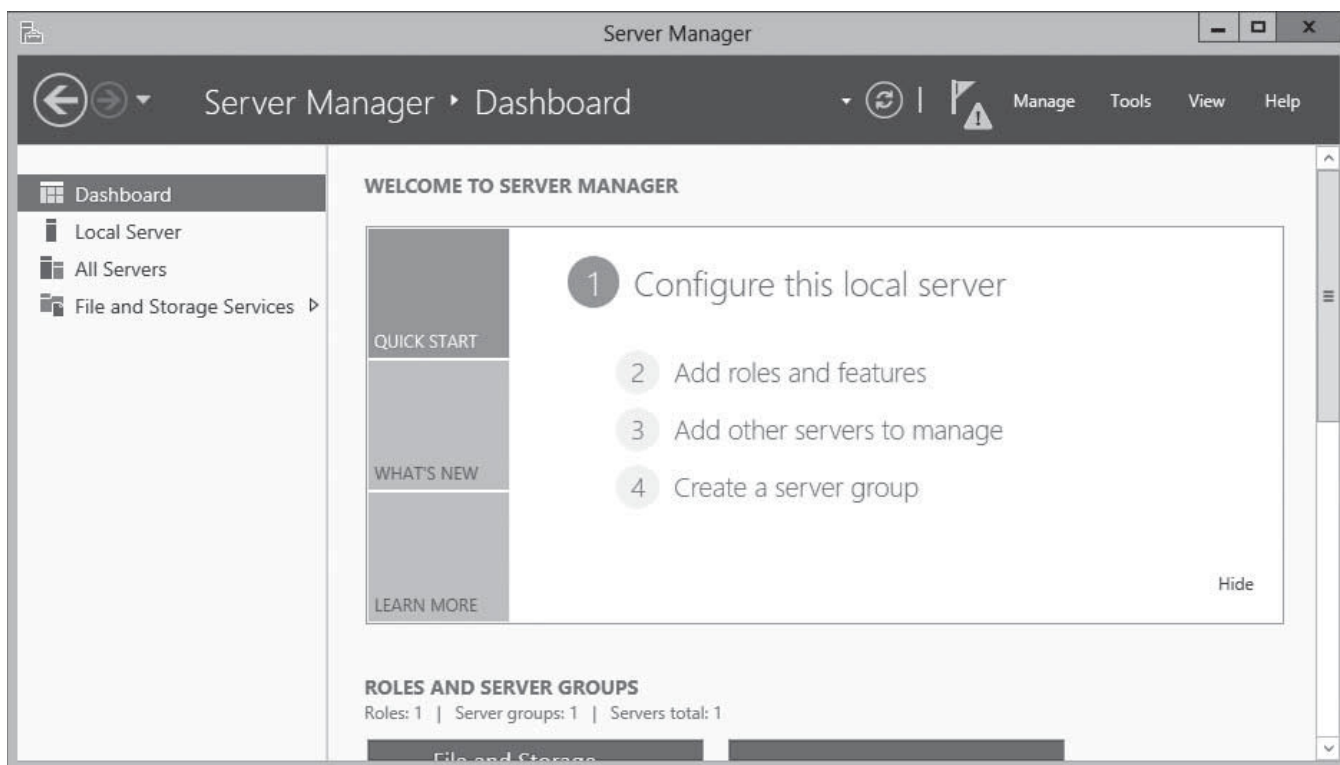 Server Manager
Server Manager ‣ Dashboard
Manage Tools View Help
Dashboard
Local Server
All Servers
File and Storage Services
WELCOME TO SERVER MANAGER
QUICK START
WHAT'S NEW
LEARN MORE
1 Configure this local server
2 Add roles and features
3 Add other servers to manage
4 Create a server group
Hide
ROLES AND SERVER GROUPS
Roles: 1 | Server groups: 1 | Servers total: 1
File and Storage